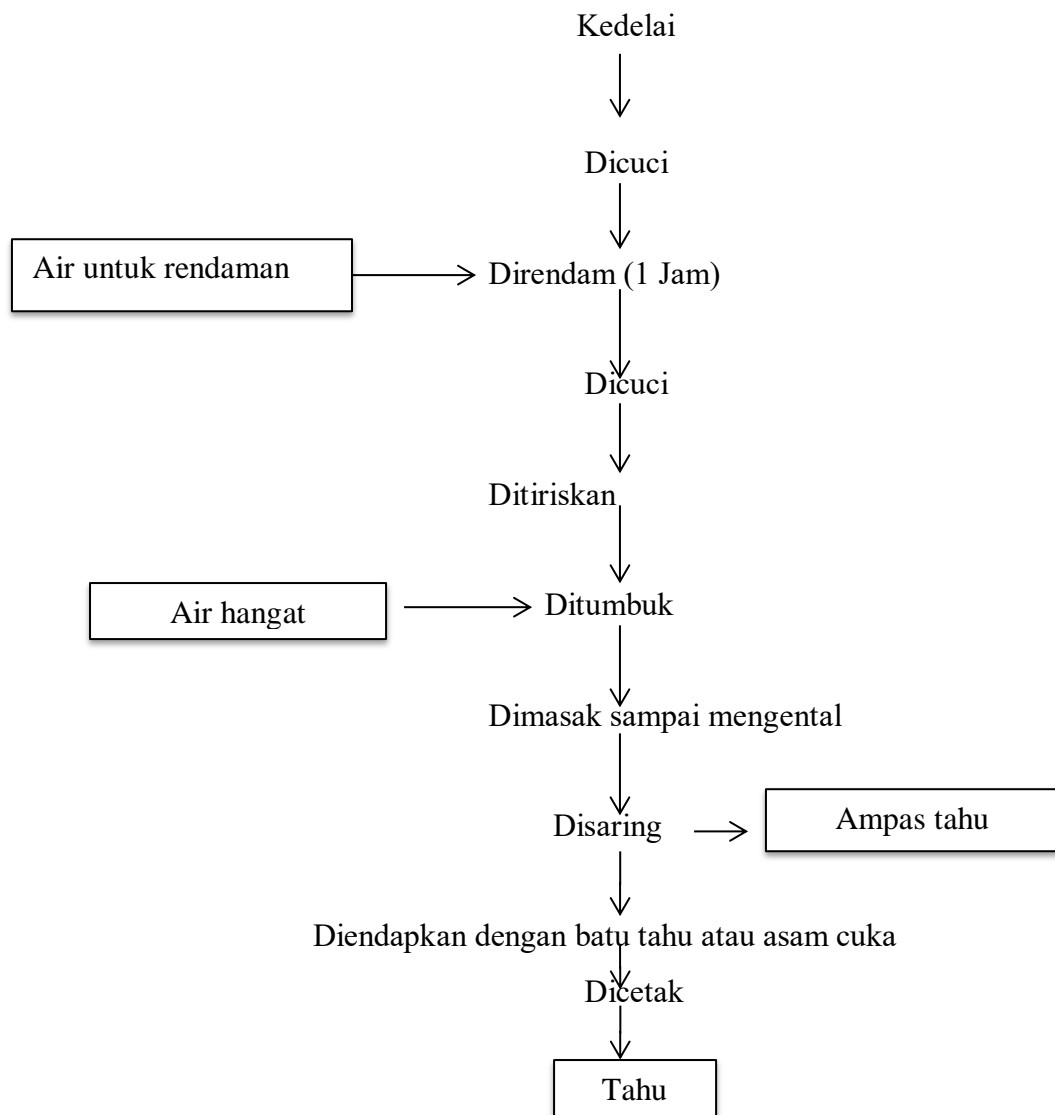 Kedelai
Dicuci
Air untuk rendaman
Direndam (1 Jam)
Dicuci
Ditiriskan
Air hangat
Ditumbuk
Dimasak sampai mengental
Disaring
Ampas tahu
Diendapkan dengan batu tahu atau asam cuka
Dicetak
Tahu